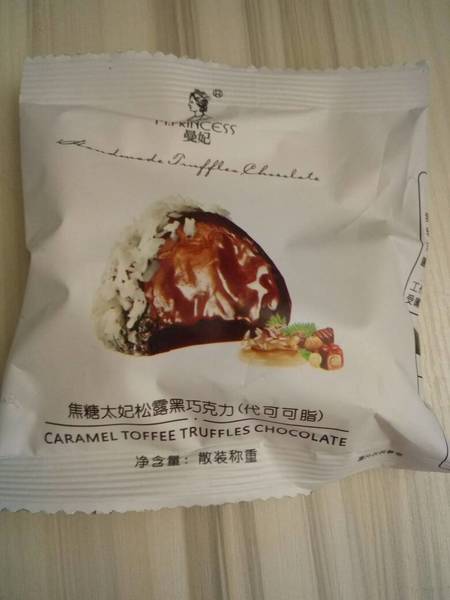 M.PRINCESS
曼妃
Handmade Truffles Chocolate
焦糖太妃松露黑巧克力(代可可脂)
CARAMEL TOFFEE TRUFFLES CHOCOLATE
净含量: 散装称重